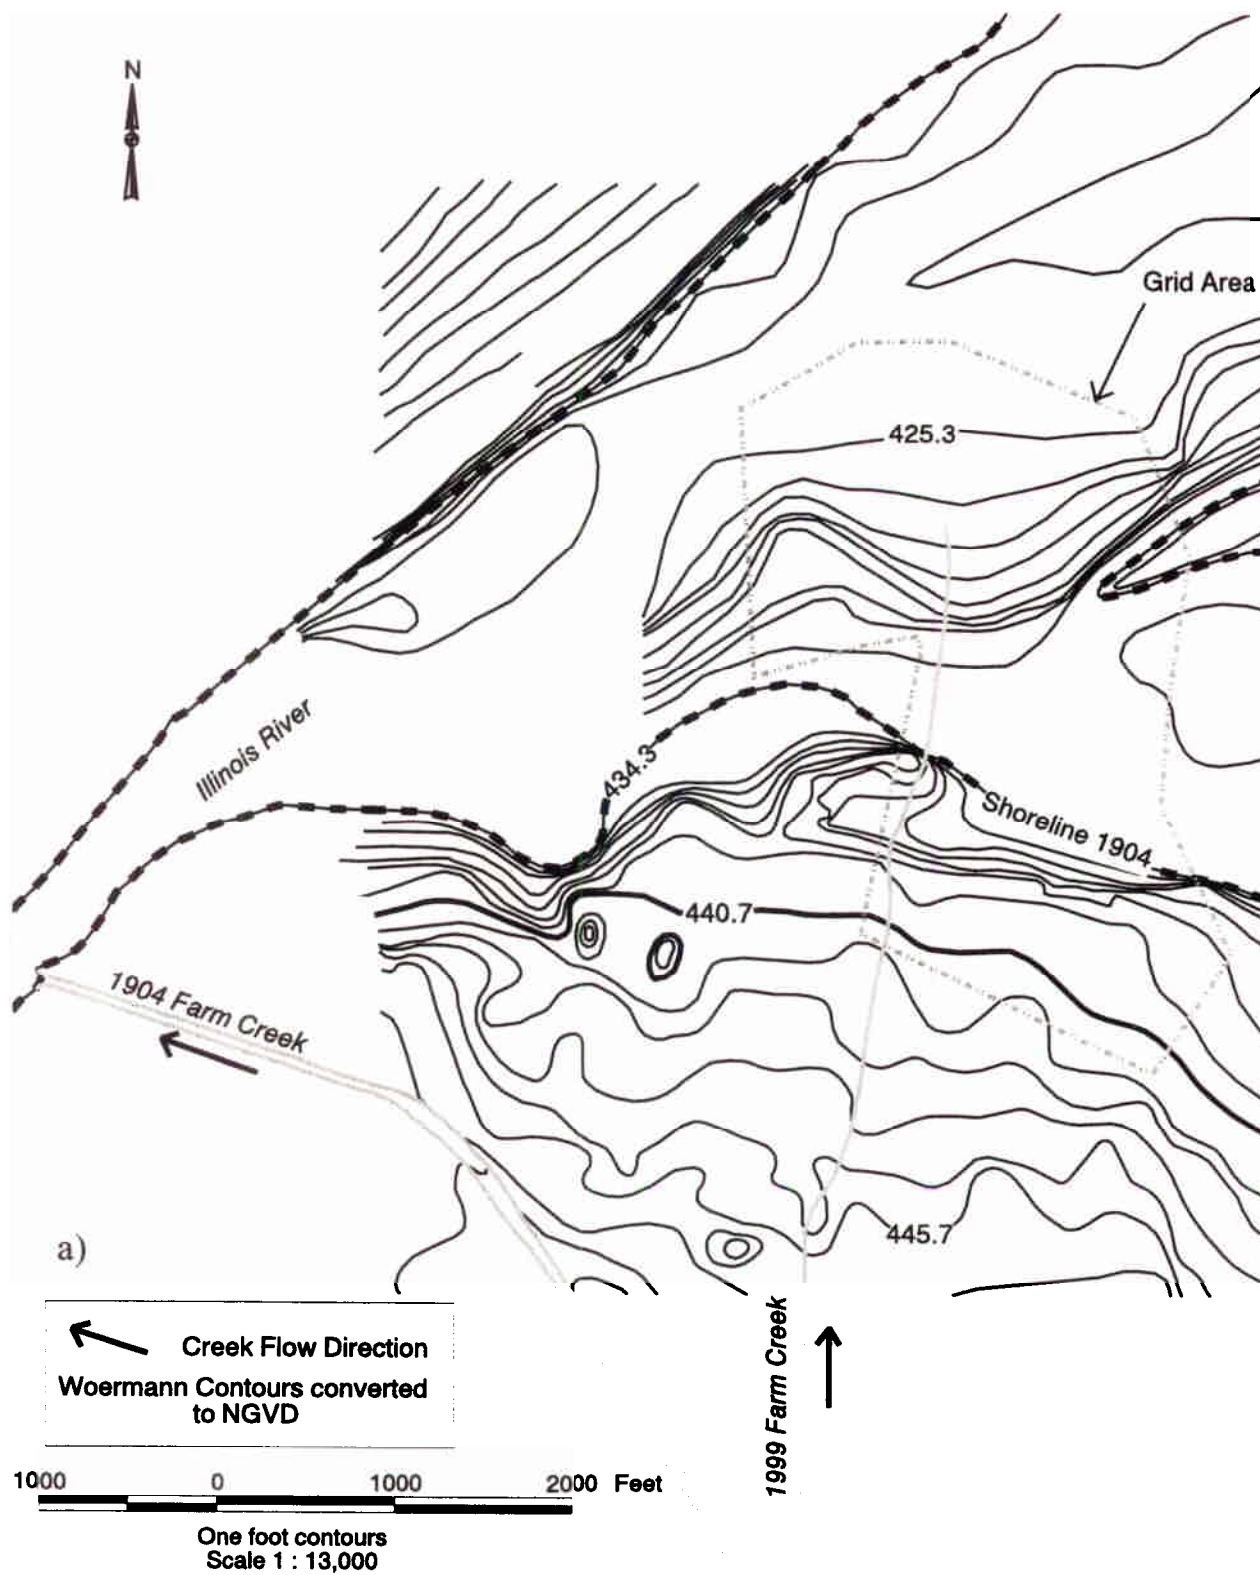 N
Grid Area
425.3
Illinois River
434.3
Shoreline 1904
440.7
1904 Farm Creek
445.7
a)
Creek Flow Direction
Woermann Contours converted
to NGVD
1999 Farm Creek
1000 0 1000 2000 Feet
One foot contours
Scale 1 : 13,000